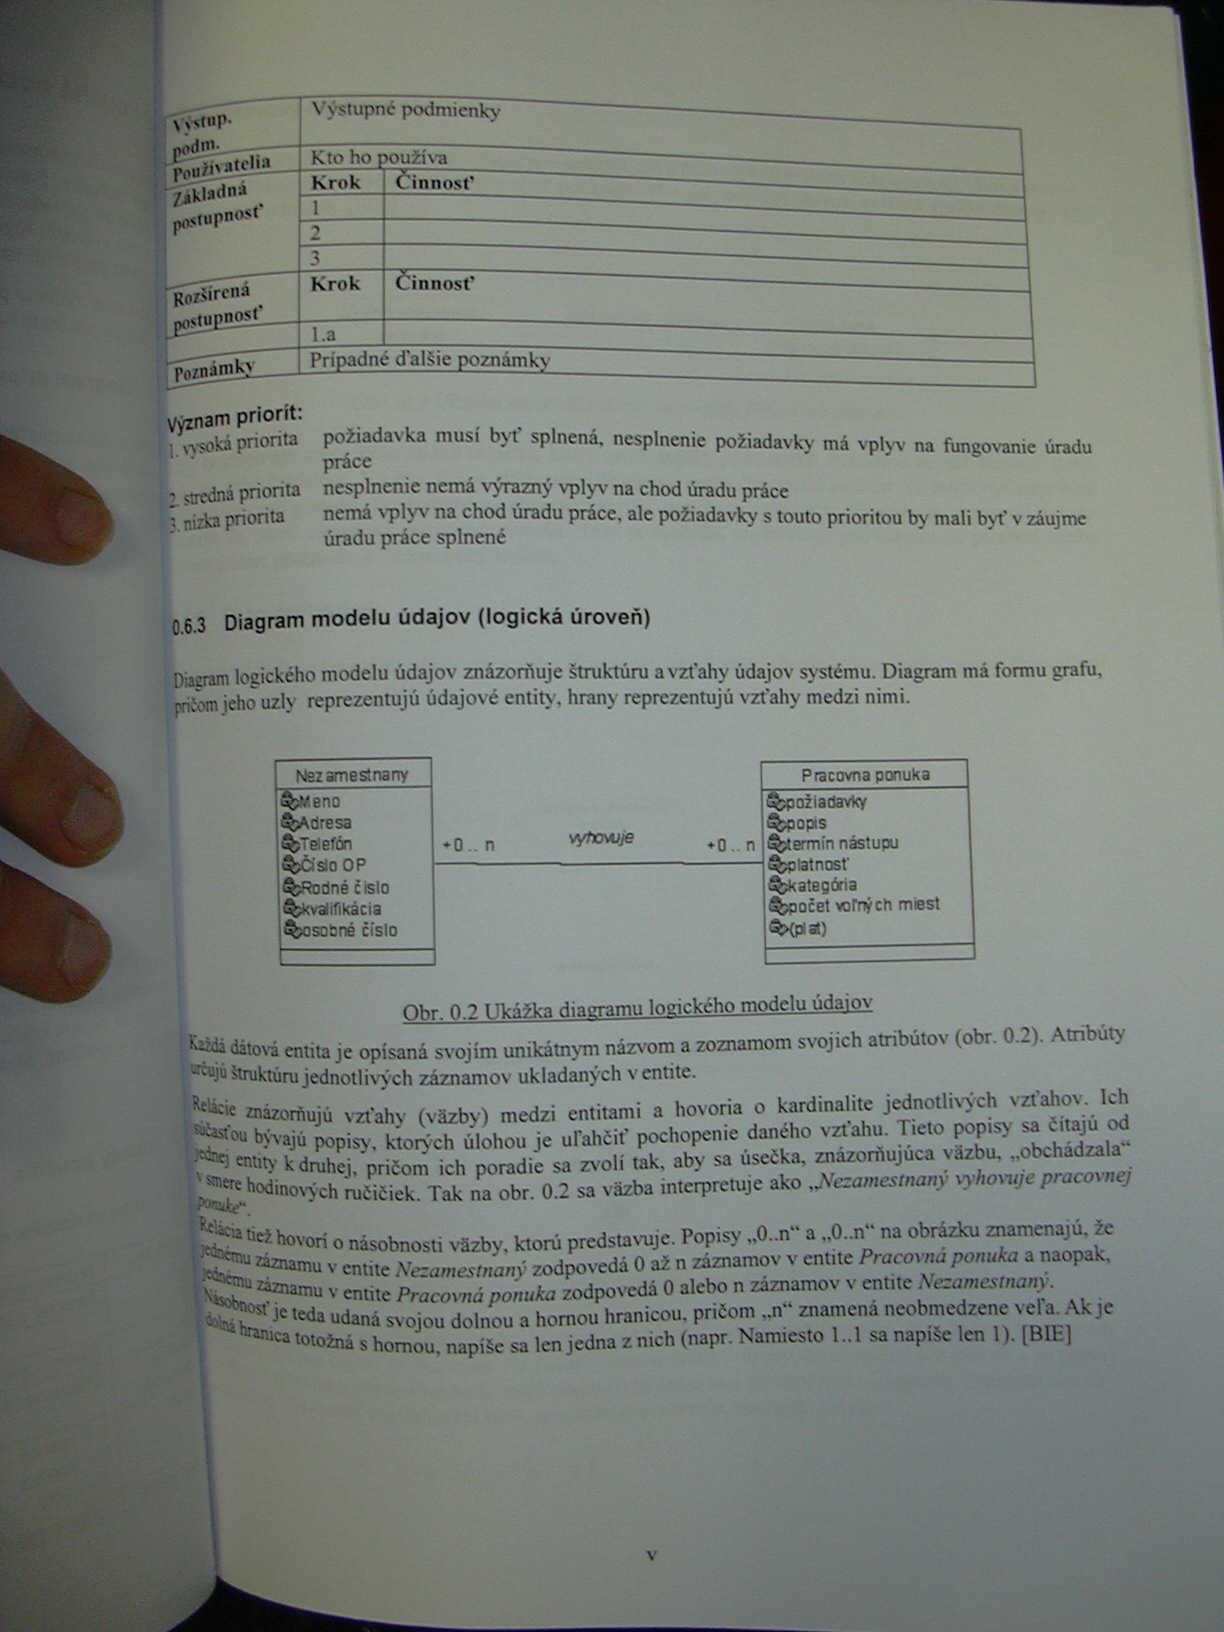 Výstup. podm. Výstupné podmienky
Používatelia Kto ho používa
Základná postupnosť Krok Činnosť
1
2
3
Rozšírená postupnosť Krok Činnosť
1.a
Poznámky Prípadné ďalšie poznámky
Význam priorít:
1. vysoká priorita požiadavka musí byť splnená, nesplnenie požiadavky má vplyv na fungovanie úradu
práce
2. stredná priorita nesplnenie nemá výrazný vplyv na chod úradu práce
3. nízka priorita nemá vplyv na chod úradu práce, ale požiadavky s touto prioritou by mali byť v záujme
úradu práce splnené
0.6.3 Diagram modelu údajov (logická úroveň)
Diagram logického modelu údajov znázorňuje štruktúru a vzťahy údajov systému. Diagram má formu grafu,
pričom jeho uzly reprezentujú údajové entity, hrany reprezentujú vzťahy medzi nimi.
Nezamestnany
Meno
Adresa
Telefón
Číslo OP
Rodné číslo
kvalifikácia
osobné číslo
+0 .. n vyhovuje +0 .. n
Pracovna ponuka
požiadavky
popis
termín nástupu
platnosť
kategória
počet voľných miest
(plat)
Obr. 0.2 Ukážka diagramu logického modelu údajov
Každá dátová entita je opísaná svojím unikátnym názvom a zoznamom svojich atribútov (obr. 0.2). Atribúty
určujú štruktúru jednotlivých záznamov ukladaných v entite.
Relácie znázorňujú vzťahy (väzby) medzi entitami a hovoria o kardinalite jednotlivých vzťahov. Ich
súčasťou bývajú popisy, ktorých úlohou je uľahčiť pochopenie daného vzťahu. Tieto popisy sa čítajú od
jednej entity k druhej, pričom ich poradie sa zvolí tak, aby sa úsečka, znázorňujúca väzbu, „obchádzala“
v smere hodinových ručičiek. Tak na obr. 0.2 sa väzba interpretuje ako „Nezamestnaný vyhovuje pracovnej
ponuke“.
Relácia tiež hovorí o násobnosti väzby, ktorú predstavuje. Popisy „0..n“ a „0..n“ na obrázku znamenajú, že
jednému záznamu v entite Nezamestnaný zodpovedá 0 až n záznamov v entite Pracovná ponuka a naopak,
jednému záznamu v entite Pracovná ponuka zodpovedá 0 alebo n záznamov v entite Nezamestnaný.
Násobnosť je teda udaná svojou dolnou a hornou hranicou, pričom „n“ znamená neobmedzene veľa. Ak je
dolná hranica totožná s hornou, napíše sa len jedna z nich (napr. Namiesto 1..1 sa napíše len 1). [BIE]
v